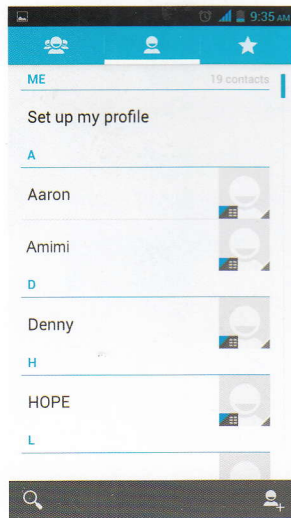 9:35 AM
ME 19 contacts
Set up my profile
A
Aaron
Amimi
D
Denny
H
HOPE
L